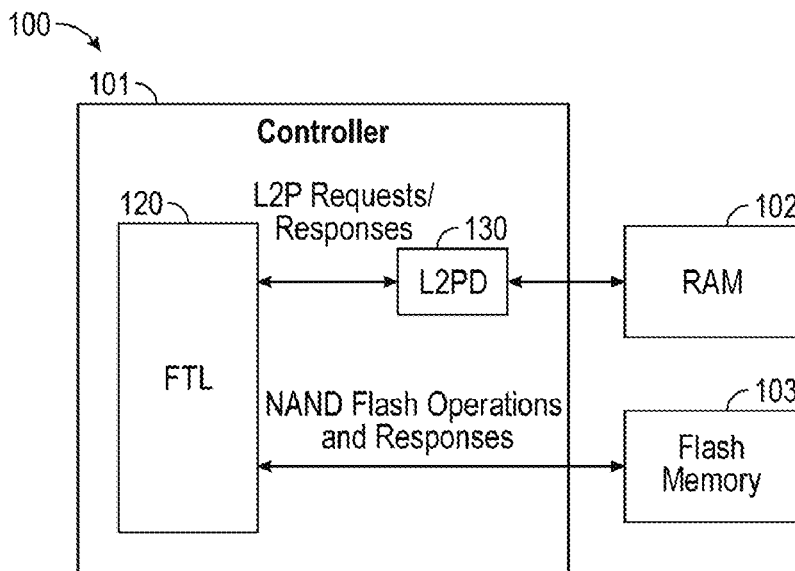 100
101
Controller
L2P Requests/
Responses
120
130
102
L2PD
RAM
FTL
NAND Flash Operations
and Responses
103
Flash
Memory